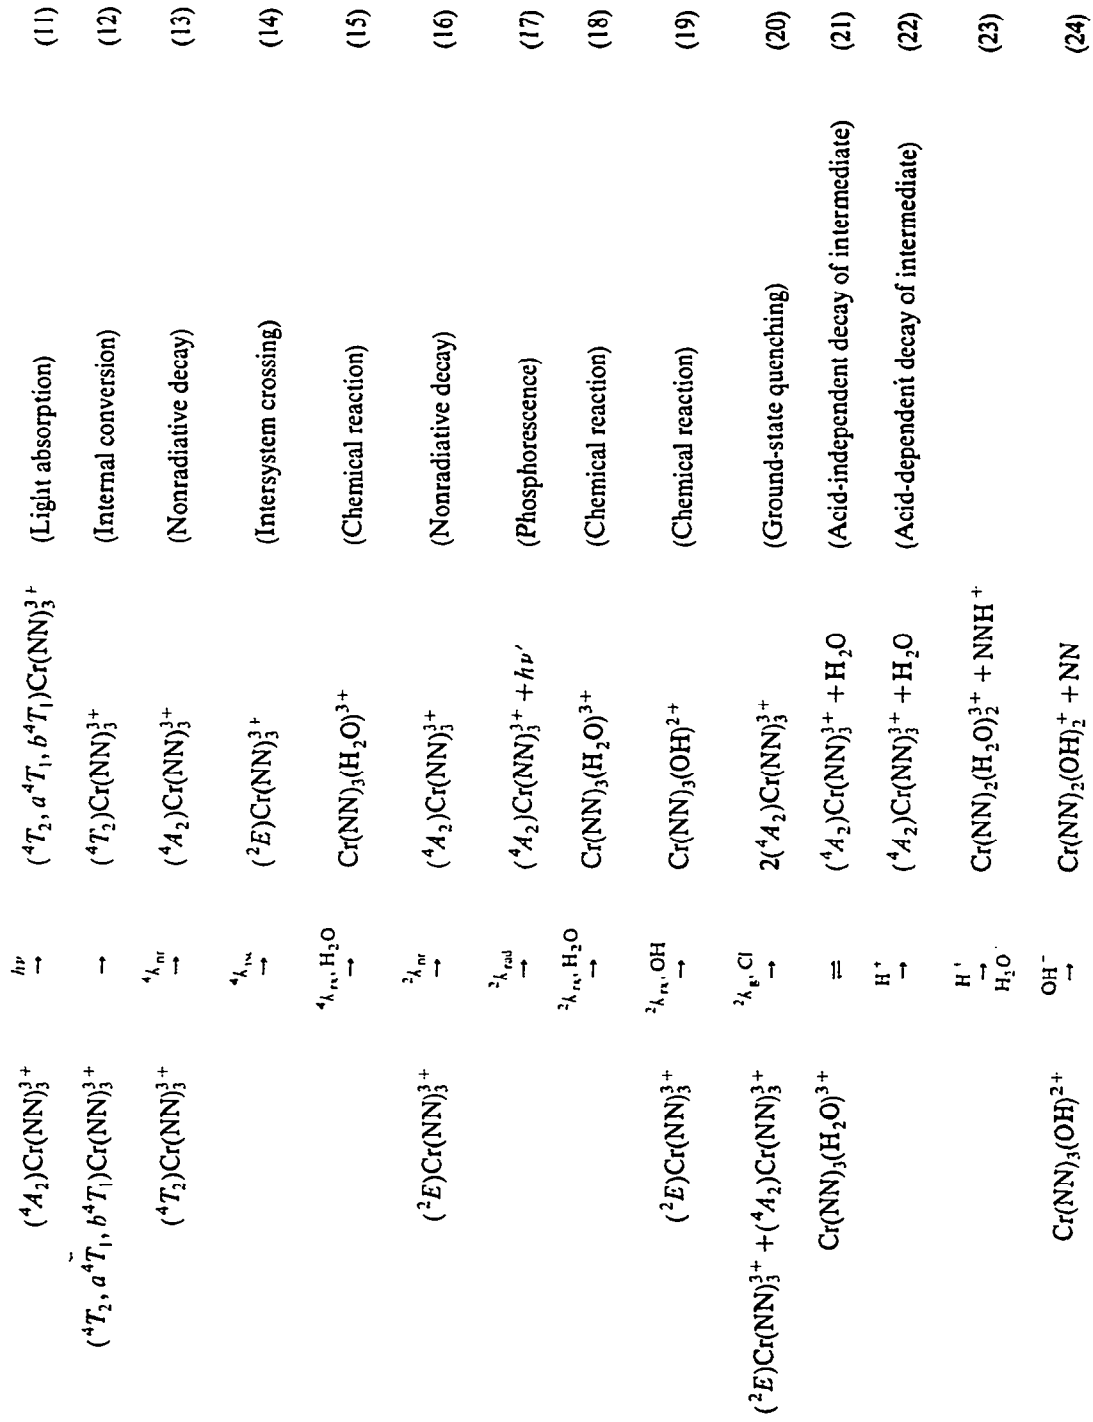 (⁴A₂)Cr(NN)₃³⁺ →^{hν} (⁴T₂, a⁴T₁, b⁴T₁)Cr(NN)₃³⁺ (Light absorption) (11)
(⁴T₂, a⁴T₁, b⁴T₁)Cr(NN)₃³⁺ → (⁴T₂)Cr(NN)₃³⁺ (Internal conversion) (12)
(⁴T₂)Cr(NN)₃³⁺ →^{⁴k_nr} (⁴A₂)Cr(NN)₃³⁺ (Nonradiative decay) (13)
→^{⁴k_isc} (²E)Cr(NN)₃³⁺ (Intersystem crossing) (14)
→^{⁴k_rx, H₂O} Cr(NN)₃(H₂O)³⁺ (Chemical reaction) (15)
(²E)Cr(NN)₃³⁺ →^{²k_nr} (⁴A₂)Cr(NN)₃³⁺ (Nonradiative decay) (16)
→^{²k_rad} (⁴A₂)Cr(NN)₃³⁺ + hν′ (Phosphorescence) (17)
→^{²k_rx, H₂O} Cr(NN)₃(H₂O)³⁺ (Chemical reaction) (18)
(²E)Cr(NN)₃³⁺ →^{²k_rx, OH} Cr(NN)₃(OH)²⁺ (Chemical reaction) (19)
(²E)Cr(NN)₃³⁺ + (⁴A₂)Cr(NN)₃³⁺ →^{²k_g, Cl} 2(⁴A₂)Cr(NN)₃³⁺ (Ground-state quenching) (20)
Cr(NN)₃(H₂O)³⁺ ⇌ (⁴A₂)Cr(NN)₃³⁺ + H₂O (Acid-independent decay of intermediate) (21)
→^{H⁺} (⁴A₂)Cr(NN)₃³⁺ + H₂O (Acid-dependent decay of intermediate) (22)
→^{H⁺}_{H₂O} Cr(NN)₂(H₂O)₂³⁺ + NNH⁺ (23)
Cr(NN)₃(OH)²⁺ →^{OH⁻} Cr(NN)₂(OH)₂⁺ + NN (24)